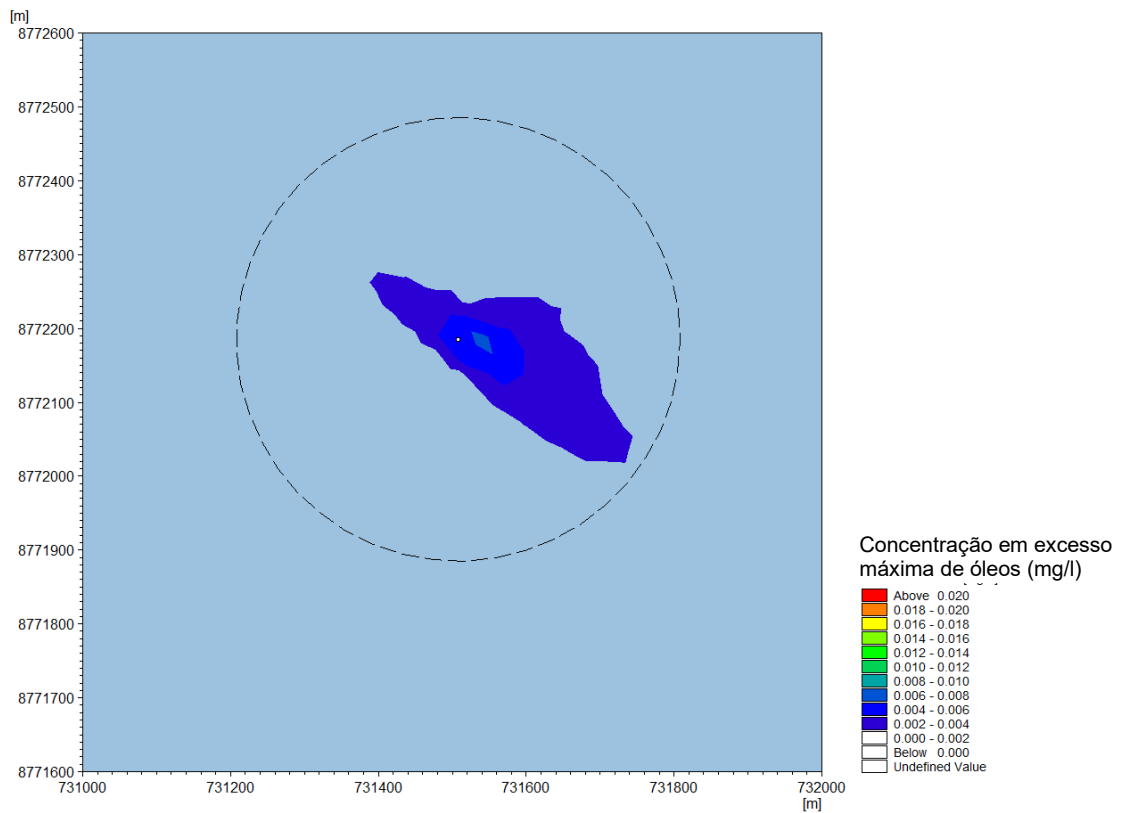 [m]
8772600
8772500
8772400
8772300
8772200
8772100
8772000
8771900
8771800
8771700
8771600
731000 731200 731400 731600 731800 732000
[m]
Concentração em excesso
máxima de óleos (mg/l)
Above 0.020
0.018 - 0.020
0.016 - 0.018
0.014 - 0.016
0.012 - 0.014
0.010 - 0.012
0.008 - 0.010
0.006 - 0.008
0.004 - 0.006
0.002 - 0.004
0.000 - 0.002
Below 0.000
Undefined Value